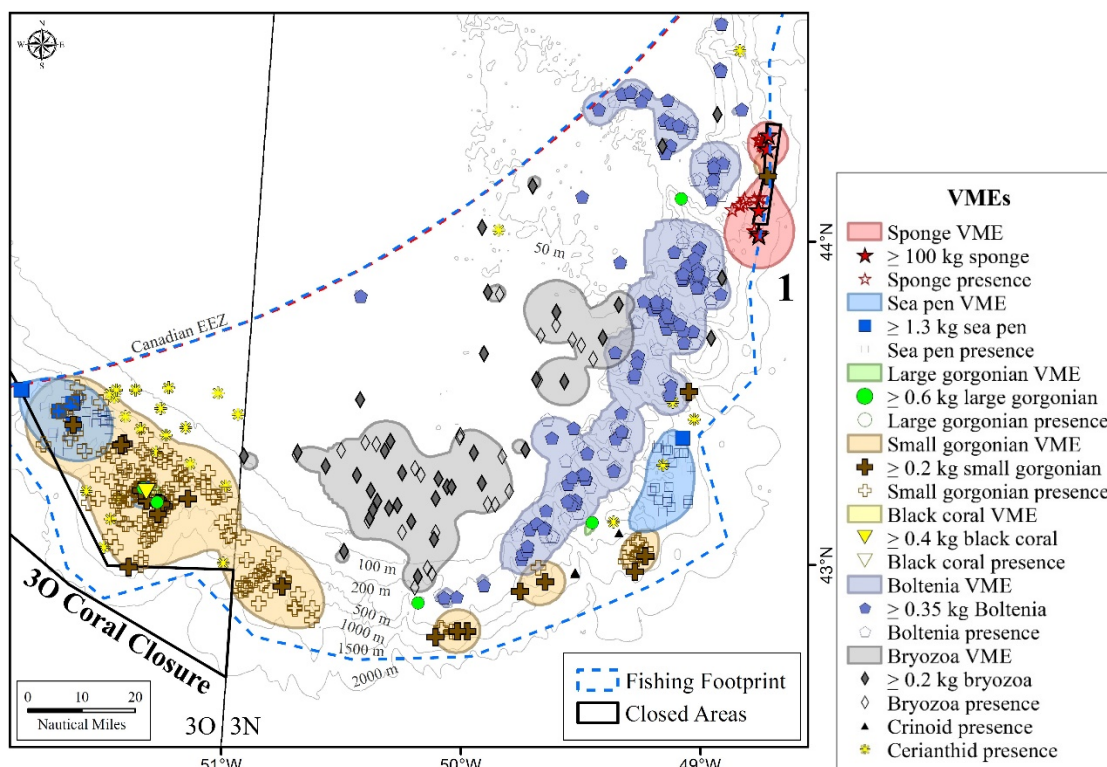 N
W E
S
50 m
Canadian EEZ
1
44°N
43°N
100 m
200 m
500 m
1000 m
1500 m
2000 m
3O Coral Closure
0 10 20
Nautical Miles
3O 3N
Fishing Footprint
Closed Areas
51°W 50°W 49°W
VMEs
Sponge VME
≥ 100 kg sponge
Sponge presence
Sea pen VME
≥ 1.3 kg sea pen
Sea pen presence
Large gorgonian VME
≥ 0.6 kg large gorgonian
Large gorgonian presence
Small gorgonian VME
≥ 0.2 kg small gorgonian
Small gorgonian presence
Black coral VME
≥ 0.4 kg black coral
Black coral presence
Boltenia VME
≥ 0.35 kg Boltenia
Boltenia presence
Bryozoa VME
≥ 0.2 kg bryozoa
Bryozoa presence
Crinoid presence
Cerianthid presence